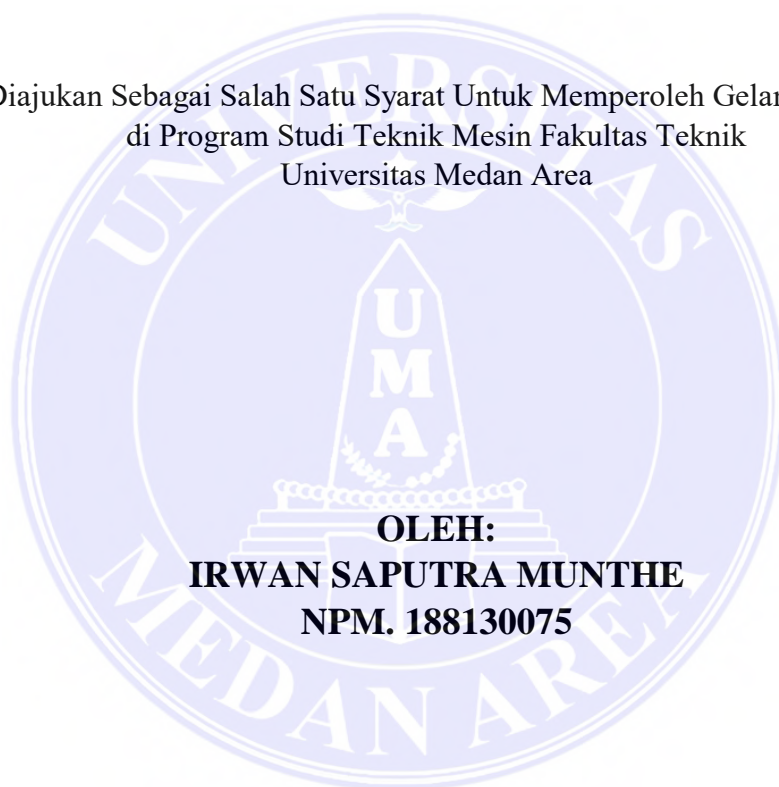 Diajukan Sebagai Salah Satu Syarat Untuk Memperoleh Gelar
di Program Studi Teknik Mesin Fakultas Teknik
Universitas Medan Area
UNIVERSITAS
UMA
OLEH:
IRWAN SAPUTRA MUNTHE
NPM. 188130075
MEDAN AREA